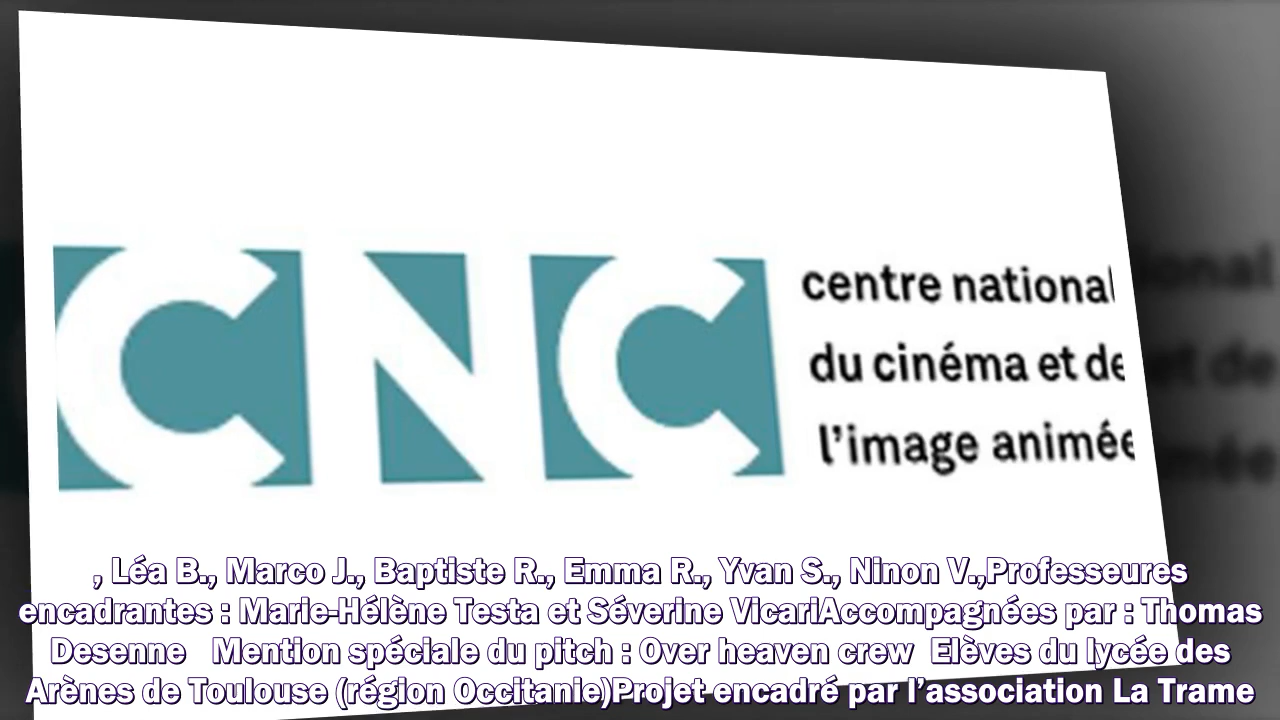 CNC
centre national
du cinéma et de
l’image animée
, Léa B., Marco J., Baptiste R., Emma R., Yvan S., Ninon V.,Professeures
encadrantes : Marie-Hélène Testa et Séverine VicariAccompagnées par : Thomas
Desenne   Mention spéciale du pitch : Over heaven crew  Elèves du lycée des
Arènes de Toulouse (région Occitanie)Projet encadré par l’association La Trame